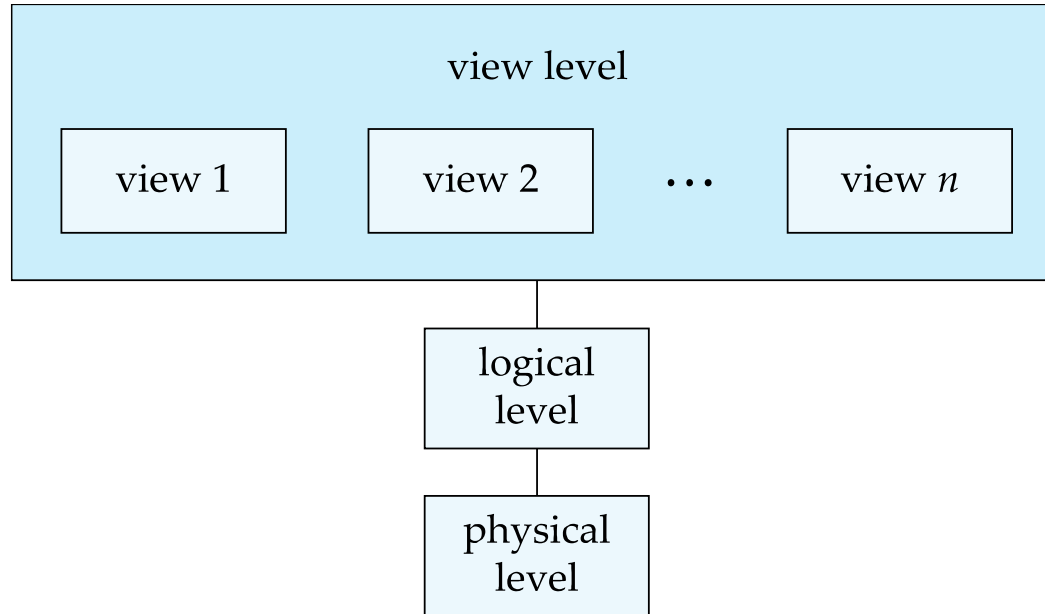 view level
view 1
view 2
...
view n
logical
level
physical
level